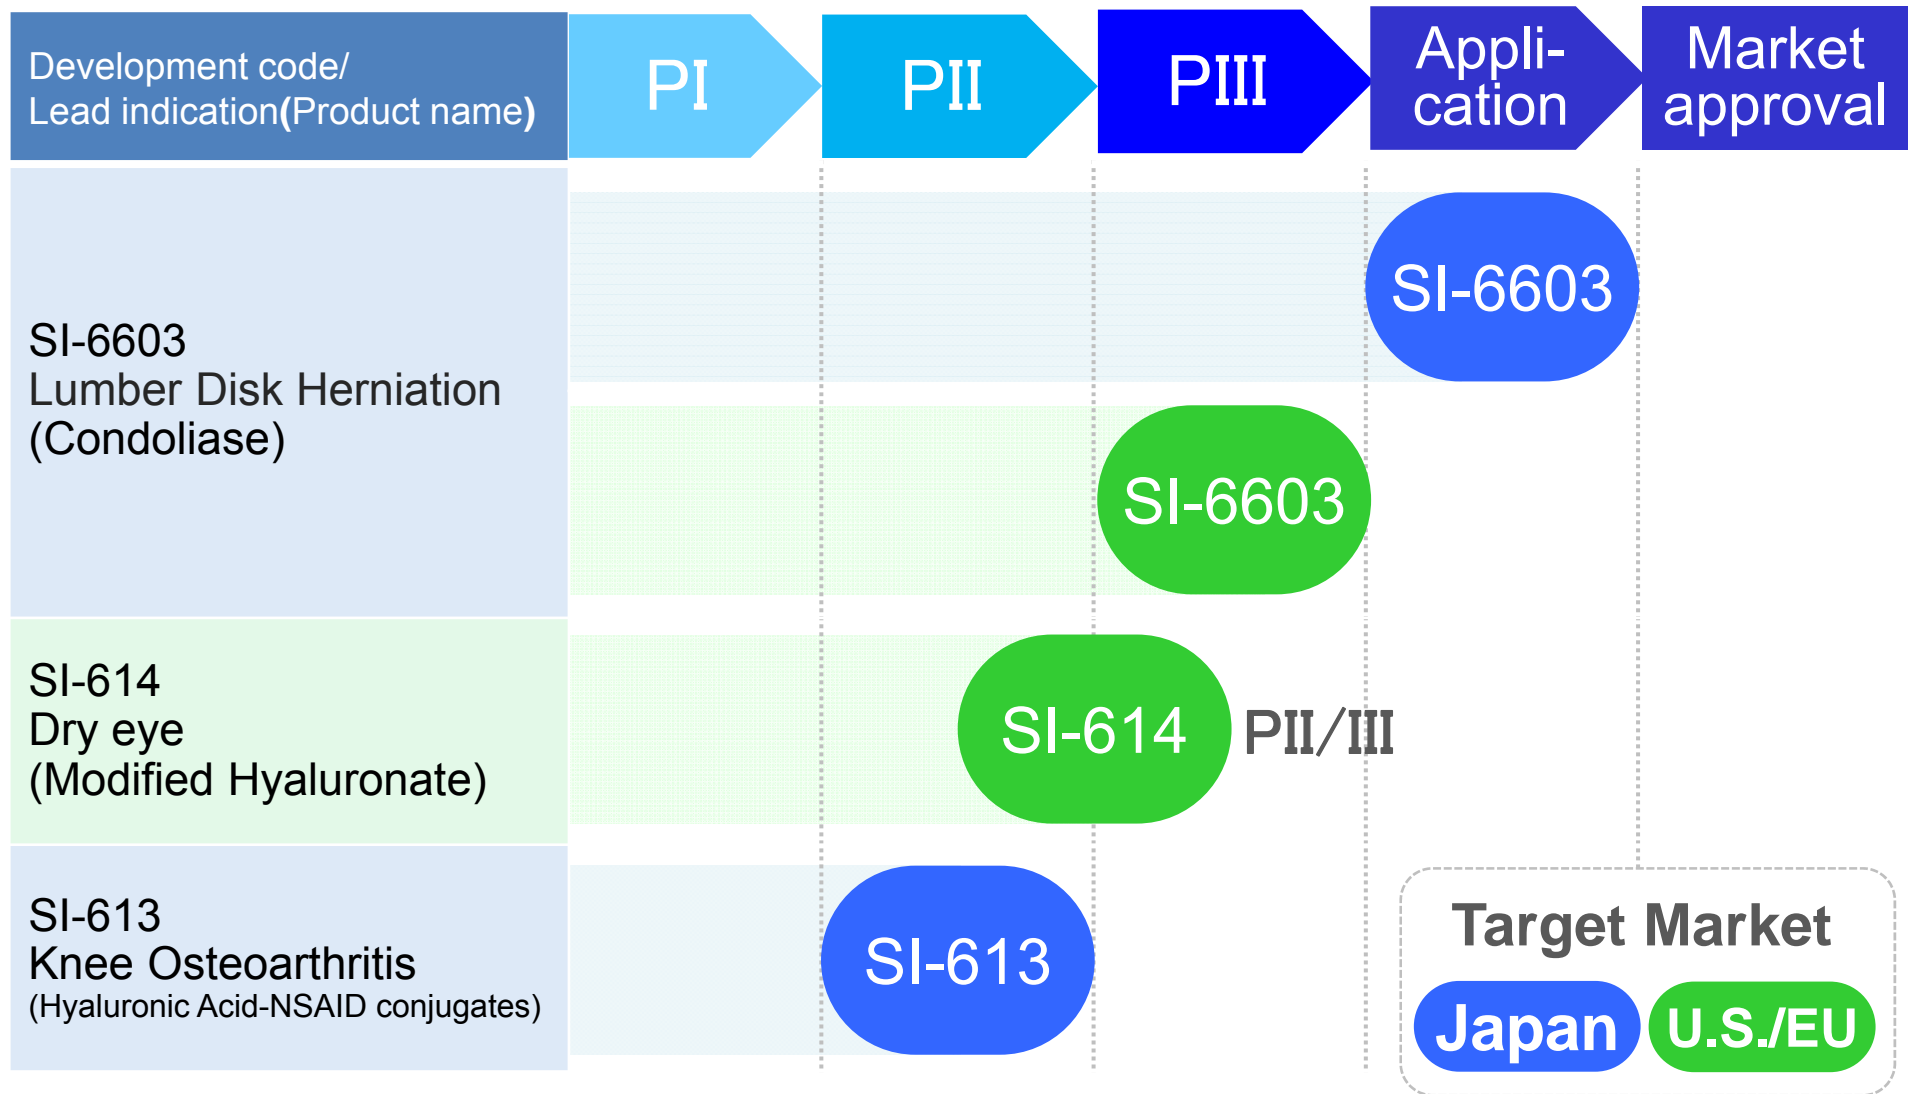 Development code/
Lead indication(Product name)
PI
PII
PIII
Appli-
cation
Market
approval
SI-6603
Lumber Disk Herniation
(Condoliase)
SI-6603
SI-6603
SI-614
Dry eye
(Modified Hyaluronate)
SI-614
PII/III
SI-613
Knee Osteoarthritis
(Hyaluronic Acid-NSAID conjugates)
SI-613
Target Market
Japan
U.S./EU